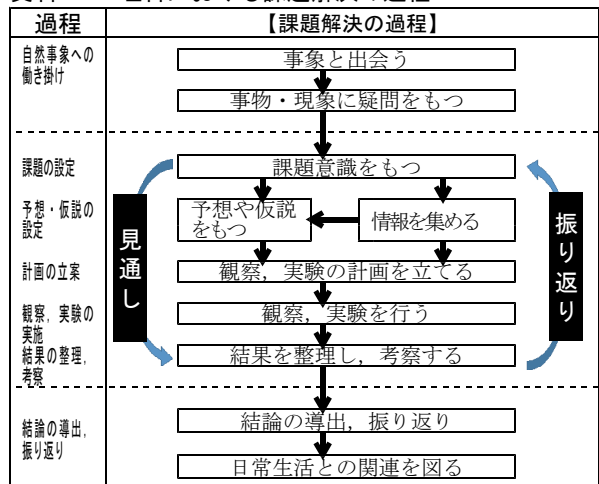 過程
【課題解決の過程】
自然事象への
働き掛け
事象と出会う
事物・現象に疑問をもつ
課題の設定
課題意識をもつ
予想・仮説の
設定
予想や仮説
をもつ
情報を集める
見通し
振り返り
計画の立案
観察，実験の計画を立てる
観察，実験の
実施
観察，実験を行う
結果の整理，
考察
結果を整理し，考察する
結論の導出，
振り返り
結論の導出，振り返り
日常生活との関連を図る